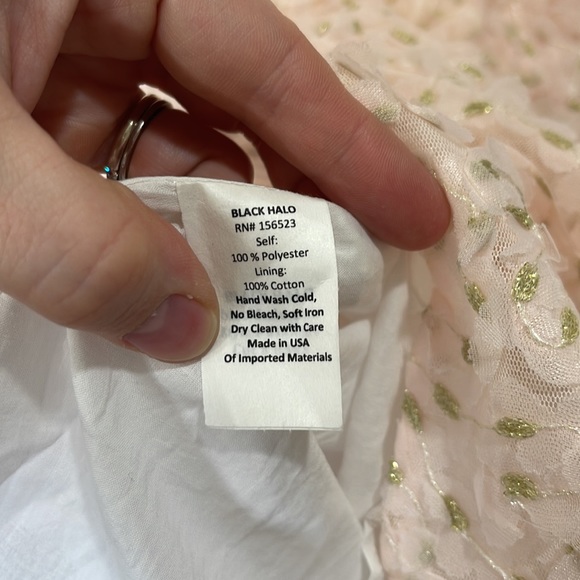 BLACK HALO
RN# 156523
Self:
100 % Polyester
Lining:
100% Cotton
Hand Wash Cold,
No Bleach, Soft Iron
Dry Clean with Care
Made in USA
Of Imported Materials